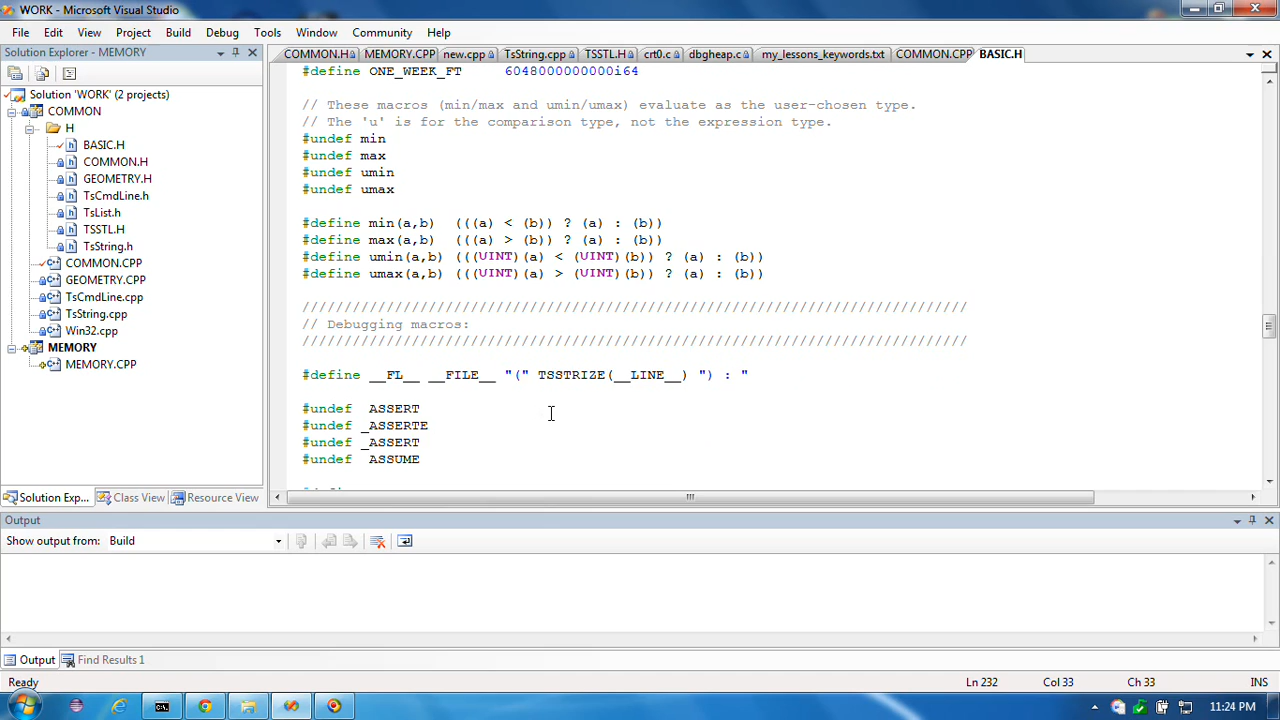 WORK - Microsoft Visual Studio
File Edit View Project Build Debug Tools Window Community Help
Solution Explorer - MEMORY
COMMON.H MEMORY.CPP new.cpp TsString.cpp TSSTL.H crt0.c dbgheap.c my_lessons_keywords.txt COMMON.CPP BASIC.H
Solution 'WORK' (2 projects)
COMMON
H
BASIC.H
COMMON.H
GEOMETRY.H
TsCmdLine.h
TsList.h
TSSTL.H
TsString.h
COMMON.CPP
GEOMETRY.CPP
TsCmdLine.cpp
TsString.cpp
Win32.cpp
MEMORY
MEMORY.CPP
Solution Exp... Class View Resource View
#define ONE_WEEK_FT 6048000000000i64
// These macros (min/max and umin/umax) evaluate as the user-chosen type.
// The 'u' is for the comparison type, not the expression type.
#undef min
#undef max
#undef umin
#undef umax
#define min(a,b) (((a) < (b)) ? (a) : (b))
#define max(a,b) (((a) > (b)) ? (a) : (b))
#define umin(a,b) (((UINT)(a) < (UINT)(b)) ? (a) : (b))
#define umax(a,b) (((UINT)(a) > (UINT)(b)) ? (a) : (b))
///////////////////////////////////////////////////////////////////////////////
// Debugging macros:
///////////////////////////////////////////////////////////////////////////////
#define __FL__ __FILE__ "(" TSSTRIZE(__LINE__) ") : "
#undef ASSERT
#undef _ASSERTE
#undef _ASSERT
#undef ASSUME
Output
Show output from: Build
Output Find Results 1
Ready Ln 232 Col 33 Ch 33 INS
11:24 PM